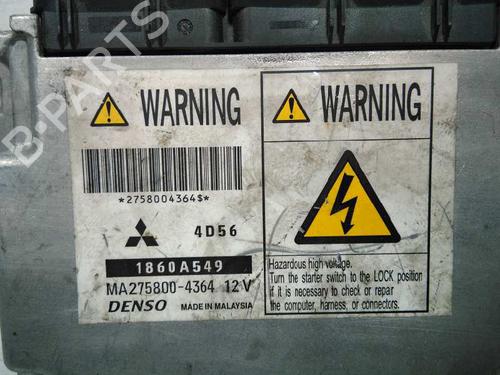 B-PARTS
WARNING
*2758004364$*
4D56
1860A549
MA275800-4364 12V
DENSO MADE IN MALAYSIA
WARNING
Hazardous high voltage.
Turn the starter switch to the LOCK position
if it is necessary to check or repair
the computer, harness, or connectors.